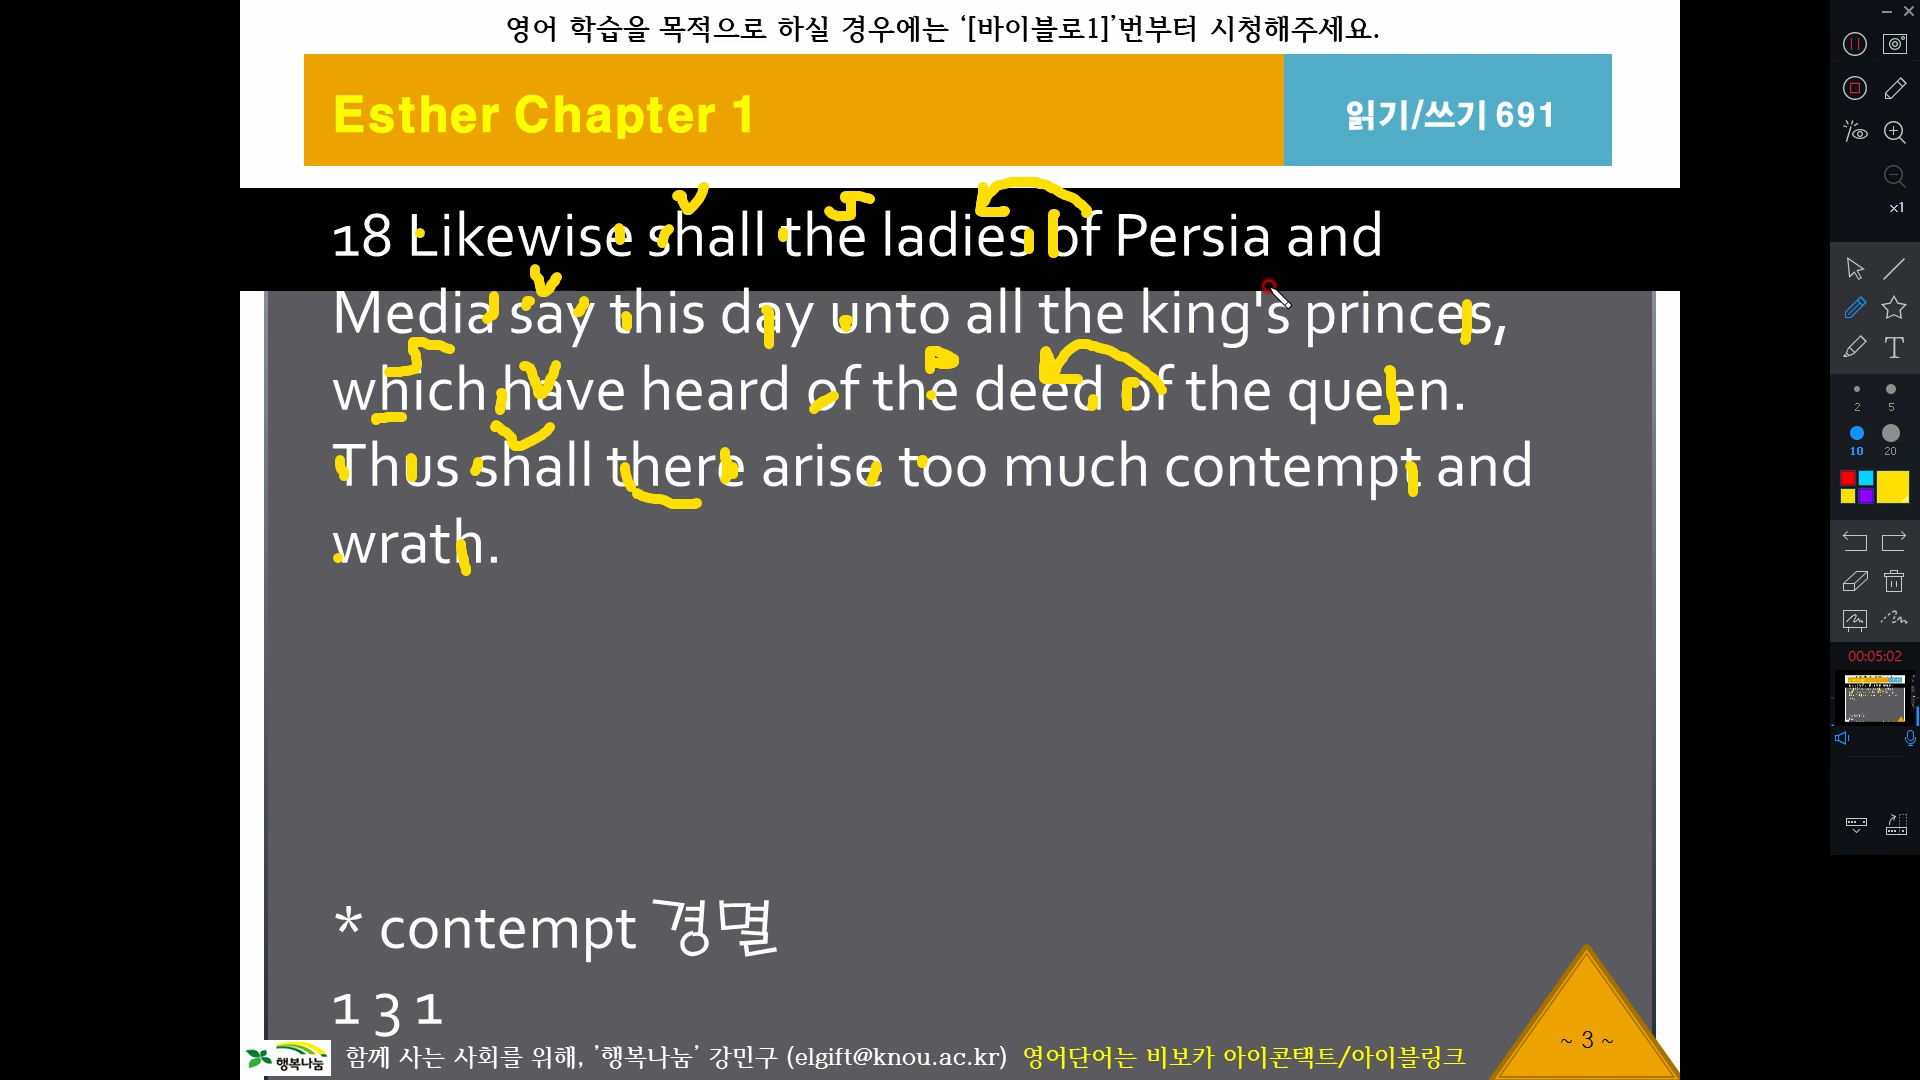 영어 학습을 목적으로 하실 경우에는 ‘[바이블로1]’번부터 시청해주세요.
Esther Chapter 1
읽기/쓰기 691
18 Likewise shall the ladies of Persia and
Media say this day unto all the king's princes,
which have heard of the deed of the queen.
Thus shall there arise too much contempt and
wrath.
* contempt 경멸
1 3 1
~ 3 ~
행복나눔 함께 사는 사회를 위해, ’행복나눔’ 강민구 (elgift@knou.ac.kr) 영어단어는 비보카 아이콘택트/아이블링크
x1
T
2 5
10 20
00:05:02